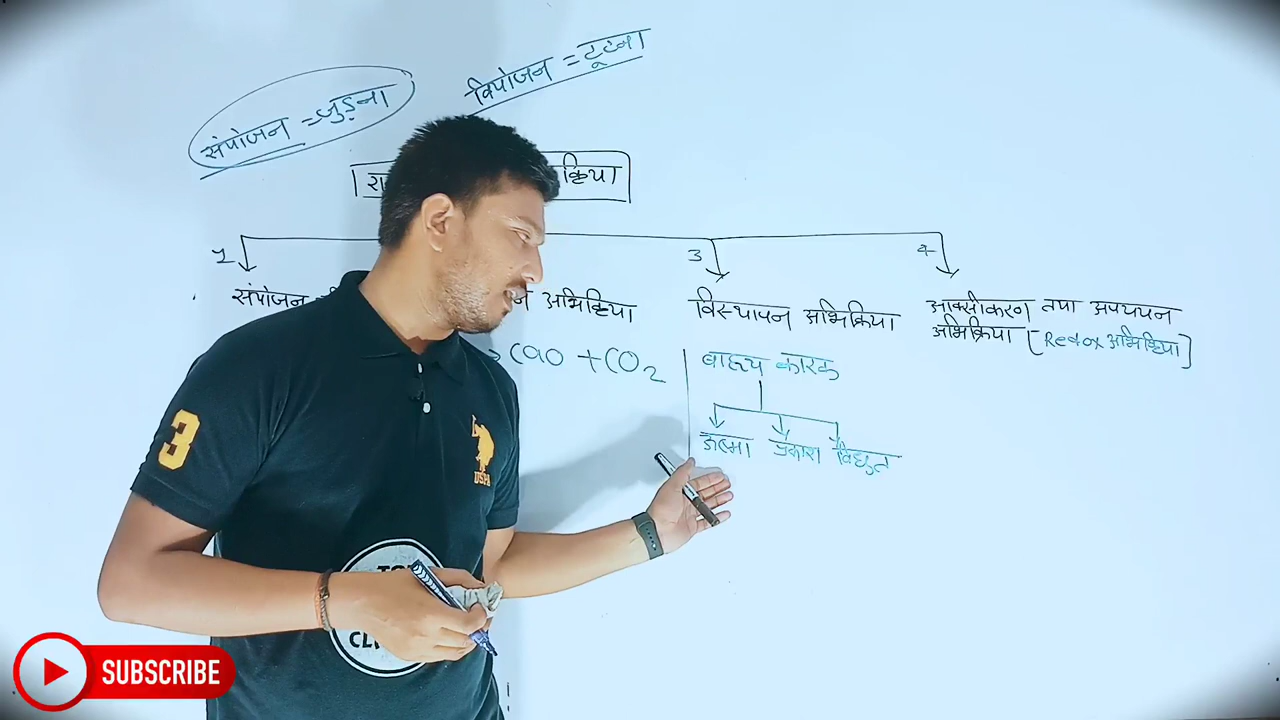 वियोजन = टूटना
संयोजन = जुड़ना
क्रिया
1
3
4
संयोजन
अभिक्रिया
विस्थापन अभिक्रिया
आक्सीकरण तथा अपचयन
अभिक्रिया [Redox अभिक्रिया]
CaO + CO2
बाह्य कारक
ऊष्मा प्रकाश विद्युत
3
USPA
SUBSCRIBE